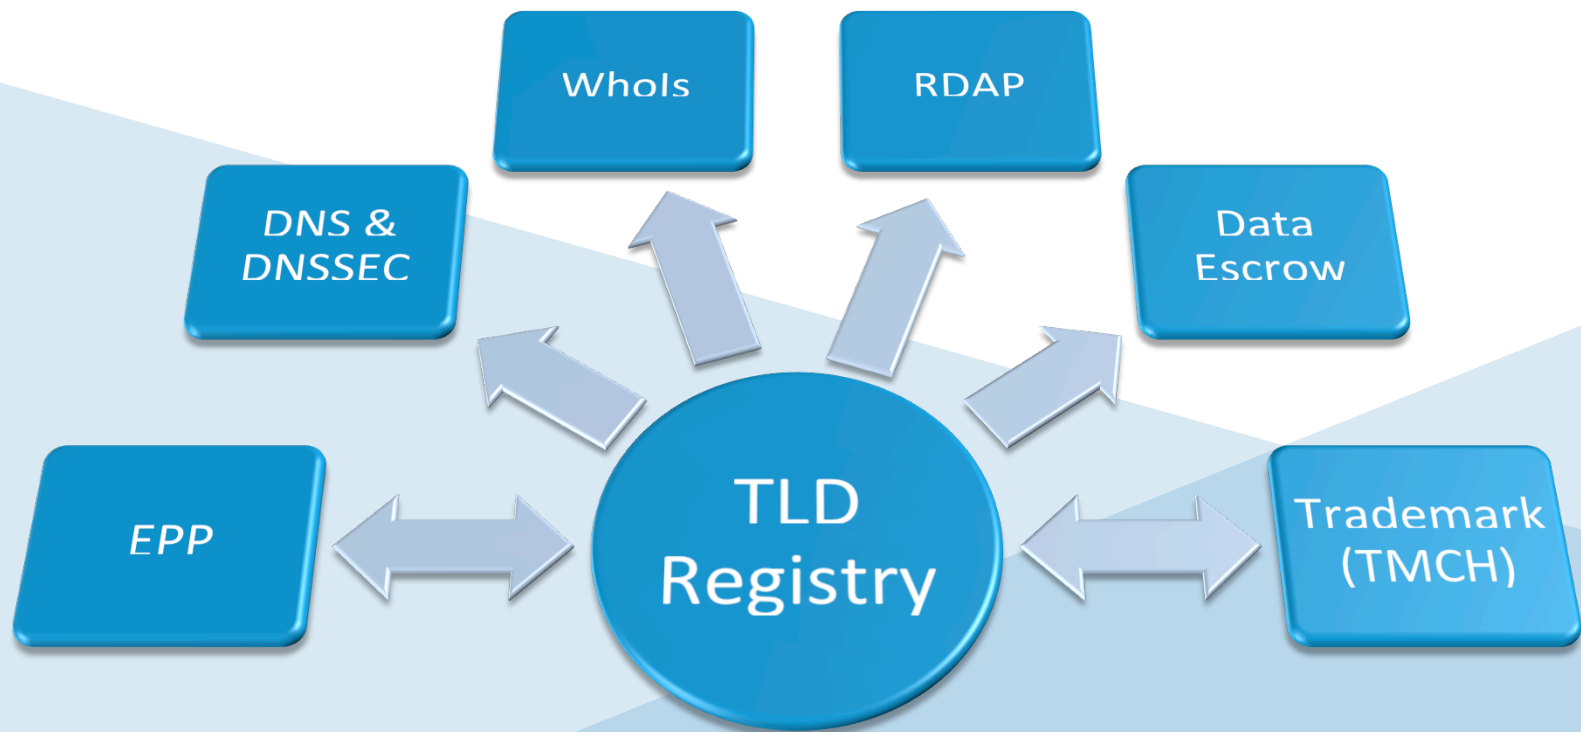 WhoIs
RDAP
DNS &
DNSSEC
Data
Escrow
EPP
TLD
Registry
Trademark
(TMCH)